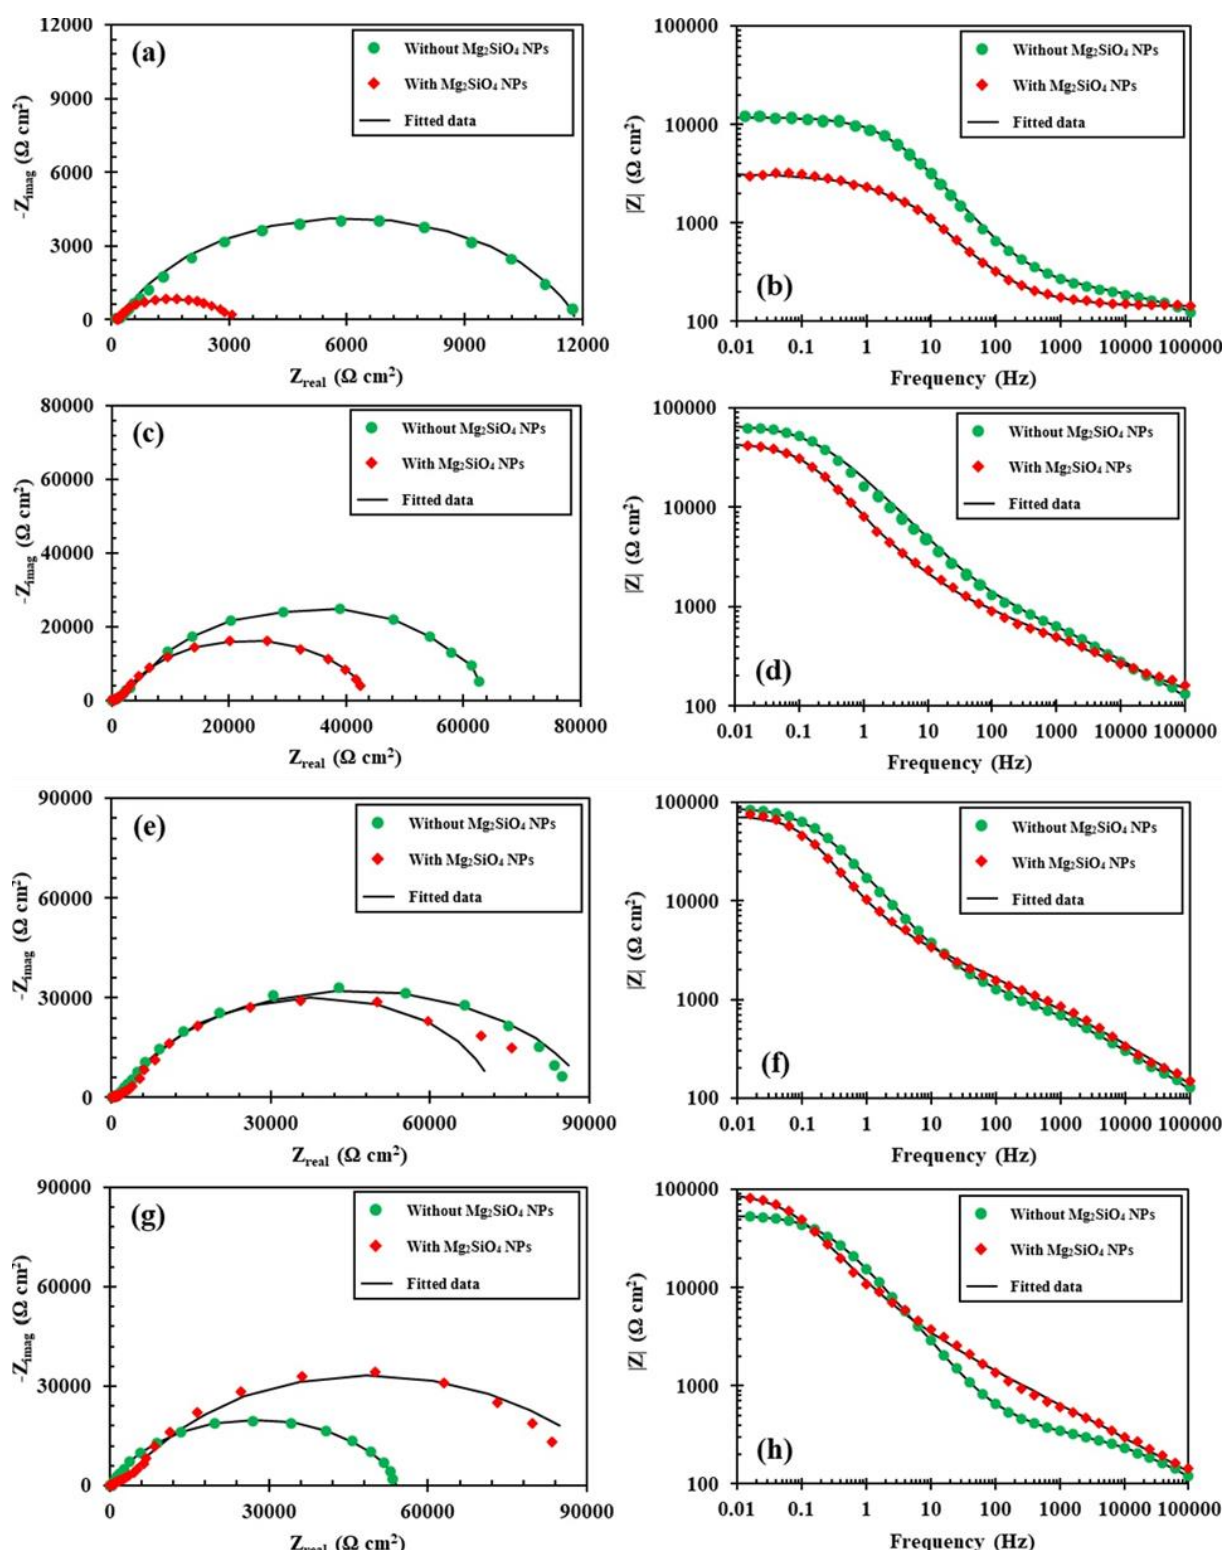 (a)
Without Mg₂SiO₄ NPs
With Mg₂SiO₄ NPs
Fitted data
12000
9000
6000
3000
0
-Z_imag (Ω cm²)
0 3000 6000 9000 12000
Z_real (Ω cm²)
(b)
Without Mg₂SiO₄ NPs
With Mg₂SiO₄ NPs
Fitted data
100000
10000
1000
100
|Z| (Ω cm²)
0.01 0.1 1 10 100 1000 10000 100000
Frequency (Hz)
(c)
Without Mg₂SiO₄ NPs
With Mg₂SiO₄ NPs
Fitted data
80000
60000
40000
20000
0
-Z_imag (Ω cm²)
0 20000 40000 60000 80000
Z_real (Ω cm²)
(d)
Without Mg₂SiO₄ NPs
With Mg₂SiO₄ NPs
Fitted data
100000
10000
1000
100
|Z| (Ω cm²)
0.01 0.1 1 10 100 1000 10000 100000
Frequency (Hz)
(e)
Without Mg₂SiO₄ NPs
With Mg₂SiO₄ NPs
Fitted data
90000
60000
30000
0
-Z_imag (Ω cm²)
0 30000 60000 90000
Z_real (Ω cm²)
(f)
Without Mg₂SiO₄ NPs
With Mg₂SiO₄ NPs
Fitted data
100000
10000
1000
100
|Z| (Ω cm²)
0.01 0.1 1 10 100 1000 10000 100000
Frequency (Hz)
(g)
Without Mg₂SiO₄ NPs
With Mg₂SiO₄ NPs
Fitted data
90000
60000
30000
0
-Z_imag (Ω cm²)
0 30000 60000 90000
Z_real (Ω cm²)
(h)
Without Mg₂SiO₄ NPs
With Mg₂SiO₄ NPs
Fitted data
100000
10000
1000
100
|Z| (Ω cm²)
0.01 0.1 1 10 100 1000 10000 100000
Frequency (Hz)